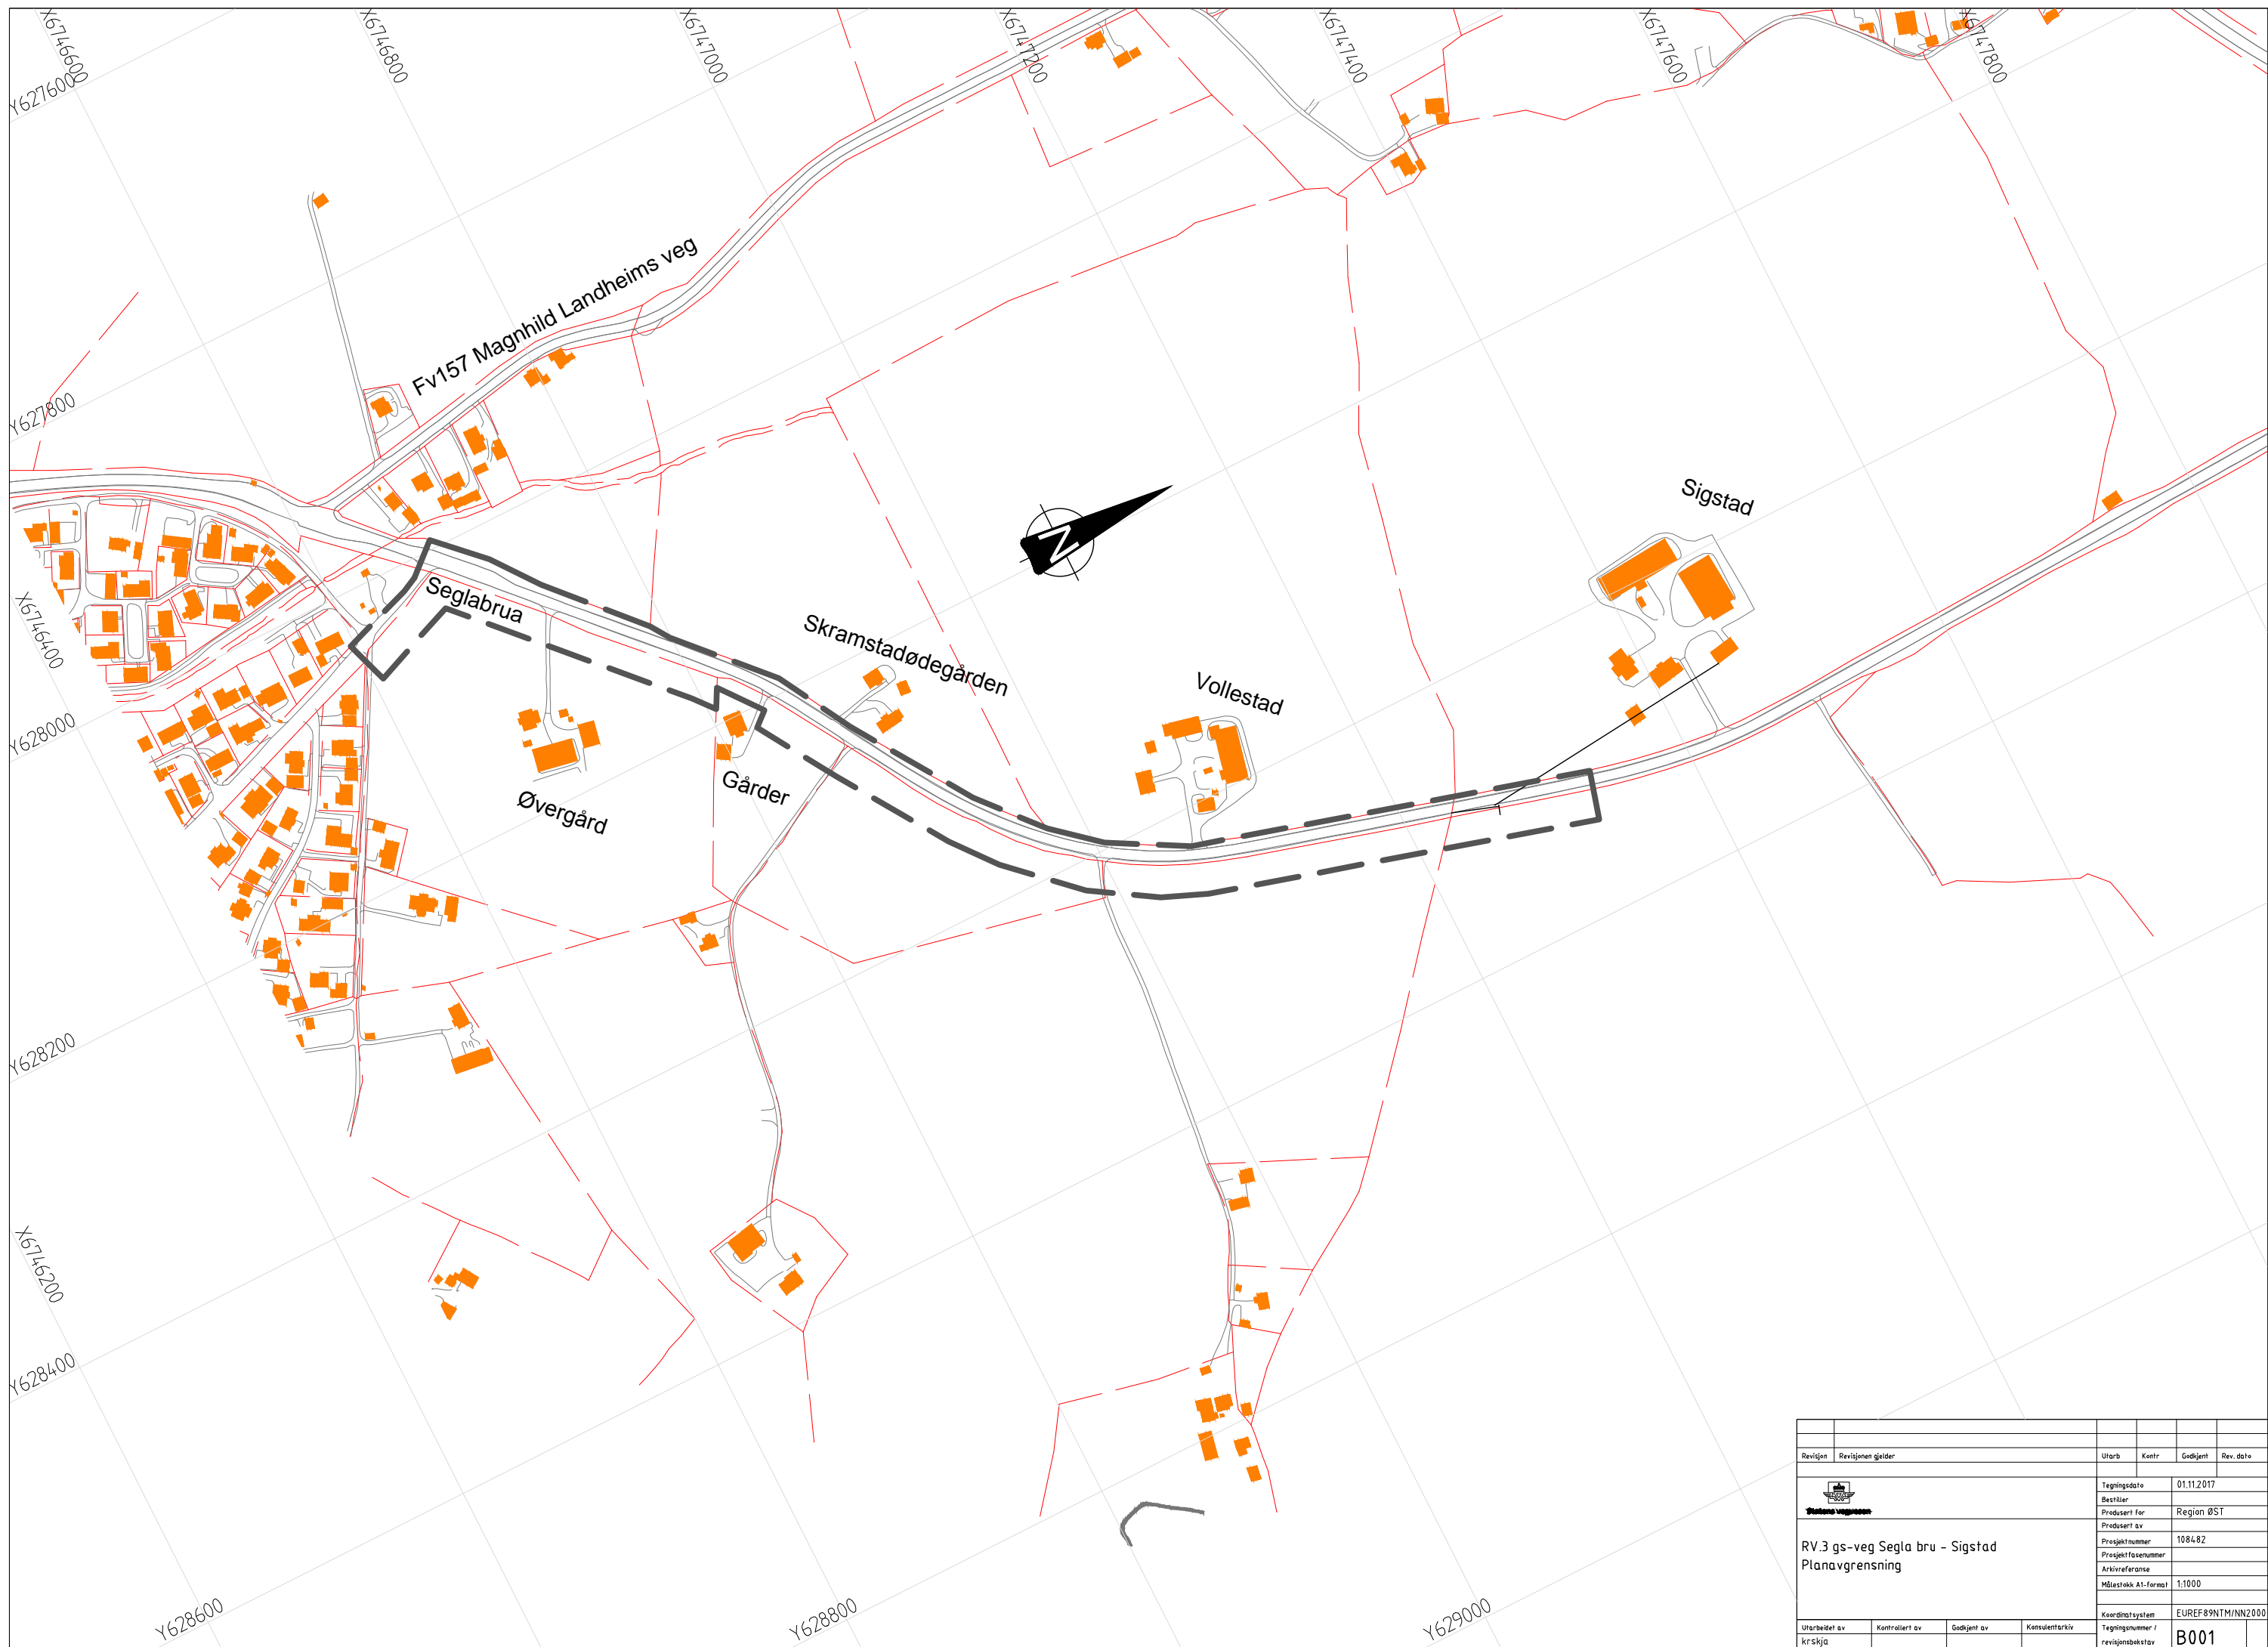 X6746600
X6746800
X6747000
X6747200
X6747400
X6747600
X6747800
Y627600
Fv157 Magnhild Landheims veg
Y627800
Sigstad
N
Seglabrua
X6746400
Skramstadødegården
Vollestad
Y628000
Gårder
Øvergård
Y628200
X6746200
Y628400
Y628600
Y628800
Y629000
Revisjon Revisjonen gjelder Utarb Kontr Godkjent Rev. dato
Statens vegvesen
Tegningsdato 01.11.2017
Bestiller
Produsert for Region ØST
Produsert av
Prosjektnummer 108482
Prosjektfasenummer
Arkivreferanse
Målestokk A1-format 1:1000
Koordinatsystem EUREF89NTM/NN2000
RV.3 gs-veg Segla bru - Sigstad
Planavgrensning
Utarbeidet av Kontrollert av Godkjent av Konsulentarkiv
krskja
Tegningsnummer /
revisjonsbokstav B001